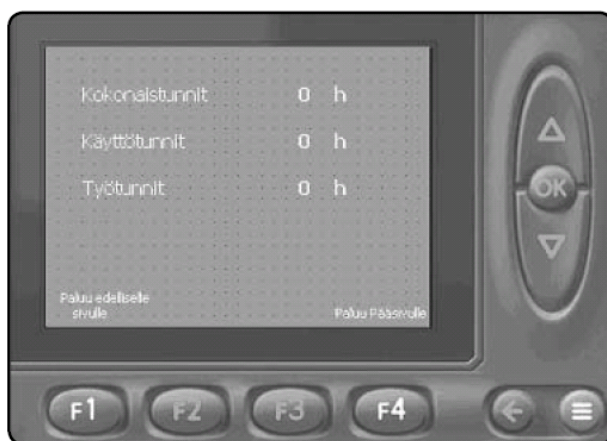 Kokonaistunnit 0 h
Käyttötunnit 0 h
Työtunnit 0 h
Paluu edelliselle
sivulle
Paluu Pääsivulle
OK
F1 F2 F3 F4